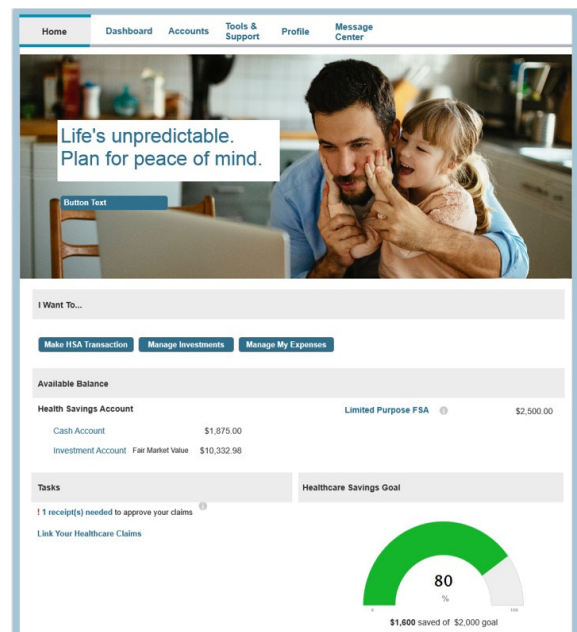 Home Dashboard Accounts Tools & Support Profile Message Center
Life's unpredictable.
Plan for peace of mind.
Button Text
I Want To...
Make HSA Transaction Manage Investments Manage My Expenses
Available Balance
Health Savings Account Limited Purpose FSA i $2,500.00
Cash Account $1,875.00
Investment Account Fair Market Value $10,332.98
Tasks Healthcare Savings Goal
! 1 receipt(s) needed to approve your claims i
Link Your Healthcare Claims
80
%
0 100
$1,600 saved of $2,000 goal